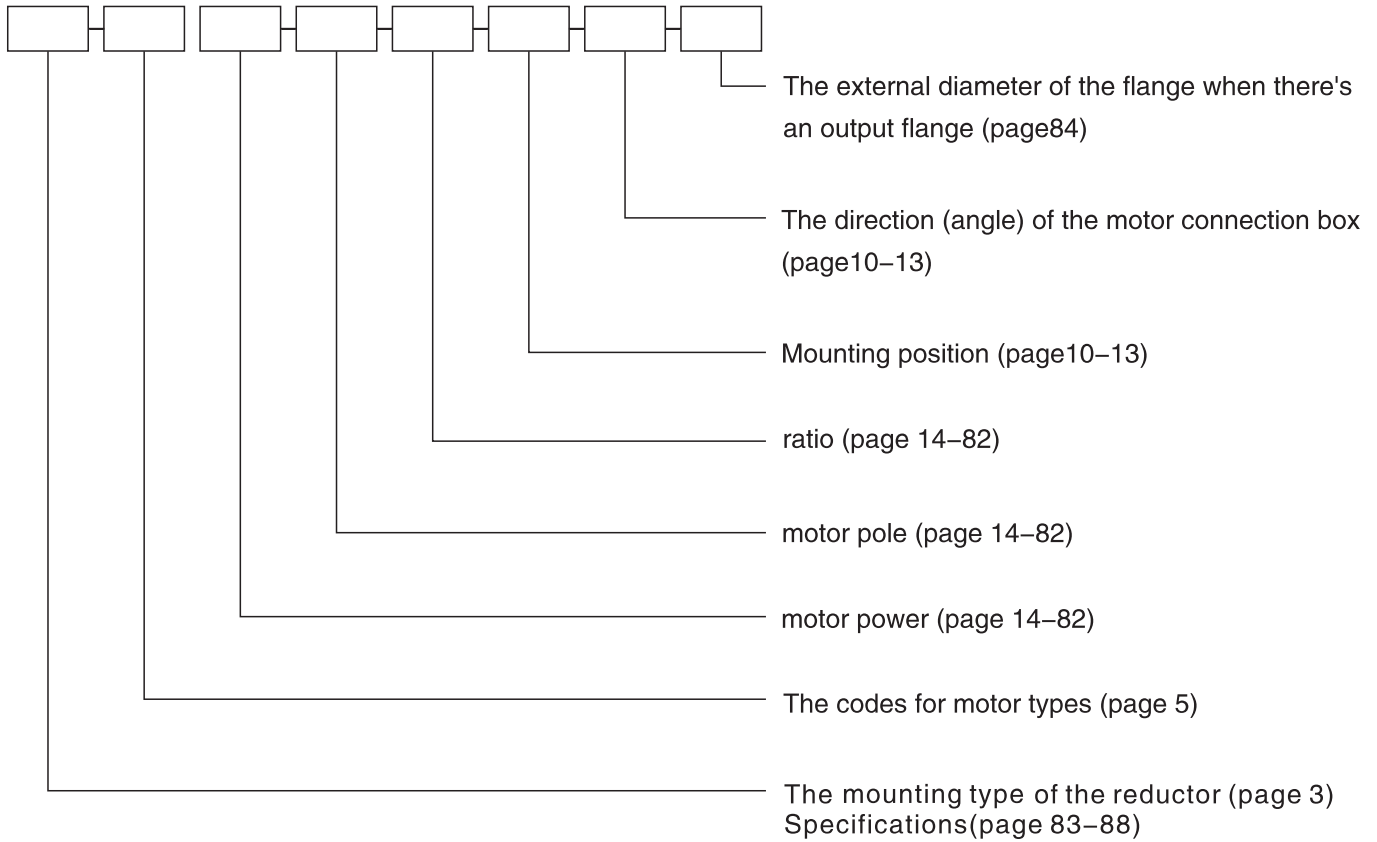 The external diameter of the flange when there's
an output flange (page84)
The direction (angle) of the motor connection box
(page10–13)
Mounting position (page10–13)
ratio (page 14–82)
motor pole (page 14–82)
motor power (page 14–82)
The codes for motor types (page 5)
The mounting type of the reductor (page 3)
Specifications(page 83–88)